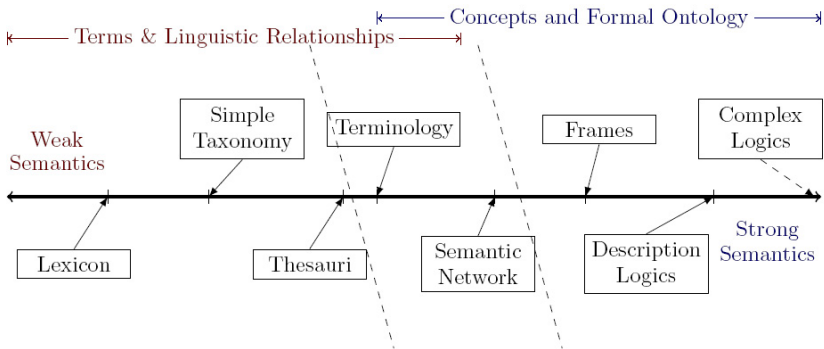 Concepts and Formal Ontology
Terms & Linguistic Relationships
Simple
Taxonomy
Terminology
Frames
Complex
Logics
Weak
Semantics
Lexicon
Thesauri
Semantic
Network
Description
Logics
Strong
Semantics